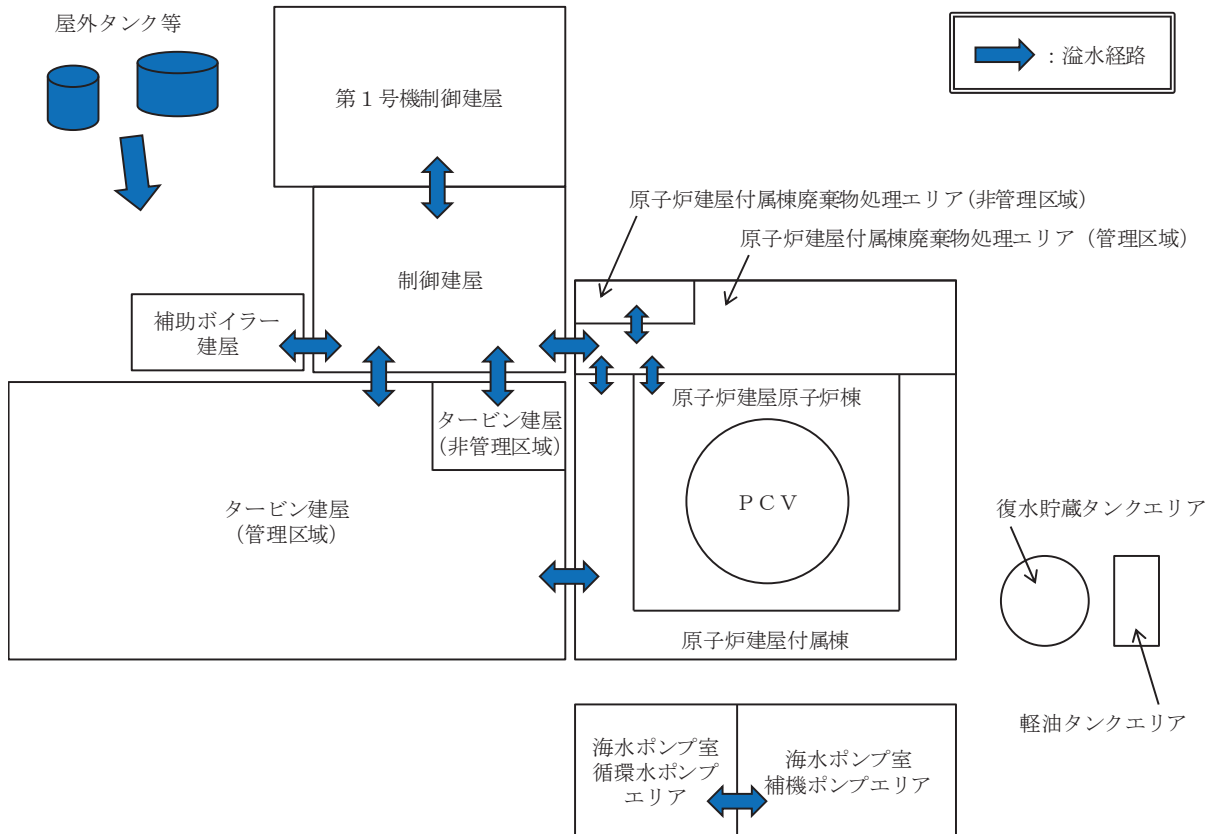 屋外タンク等
：溢水経路
第１号機制御建屋
原子炉建屋付属棟廃棄物処理エリア(非管理区域)
原子炉建屋付属棟廃棄物処理エリア（管理区域）
制御建屋
補助ボイラー
建屋
原子炉建屋原子炉棟
タービン建屋
(非管理区域)
ＰＣＶ
タービン建屋
（管理区域）
復水貯蔵タンクエリア
原子炉建屋付属棟
軽油タンクエリア
海水ポンプ室
循環水ポンプ
エリア
海水ポンプ室
補機ポンプエリア